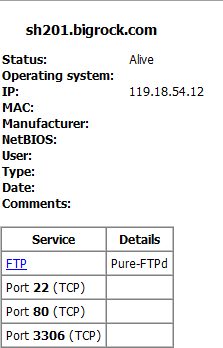 sh201.bigrock.com
Status: Alive
Operating system:
IP: 119.18.54.12
MAC:
Manufacturer:
NetBIOS:
User:
Type:
Date:
Comments:
Service Details
FTP Pure-FTPd
Port 22 (TCP)
Port 80 (TCP)
Port 3306 (TCP)